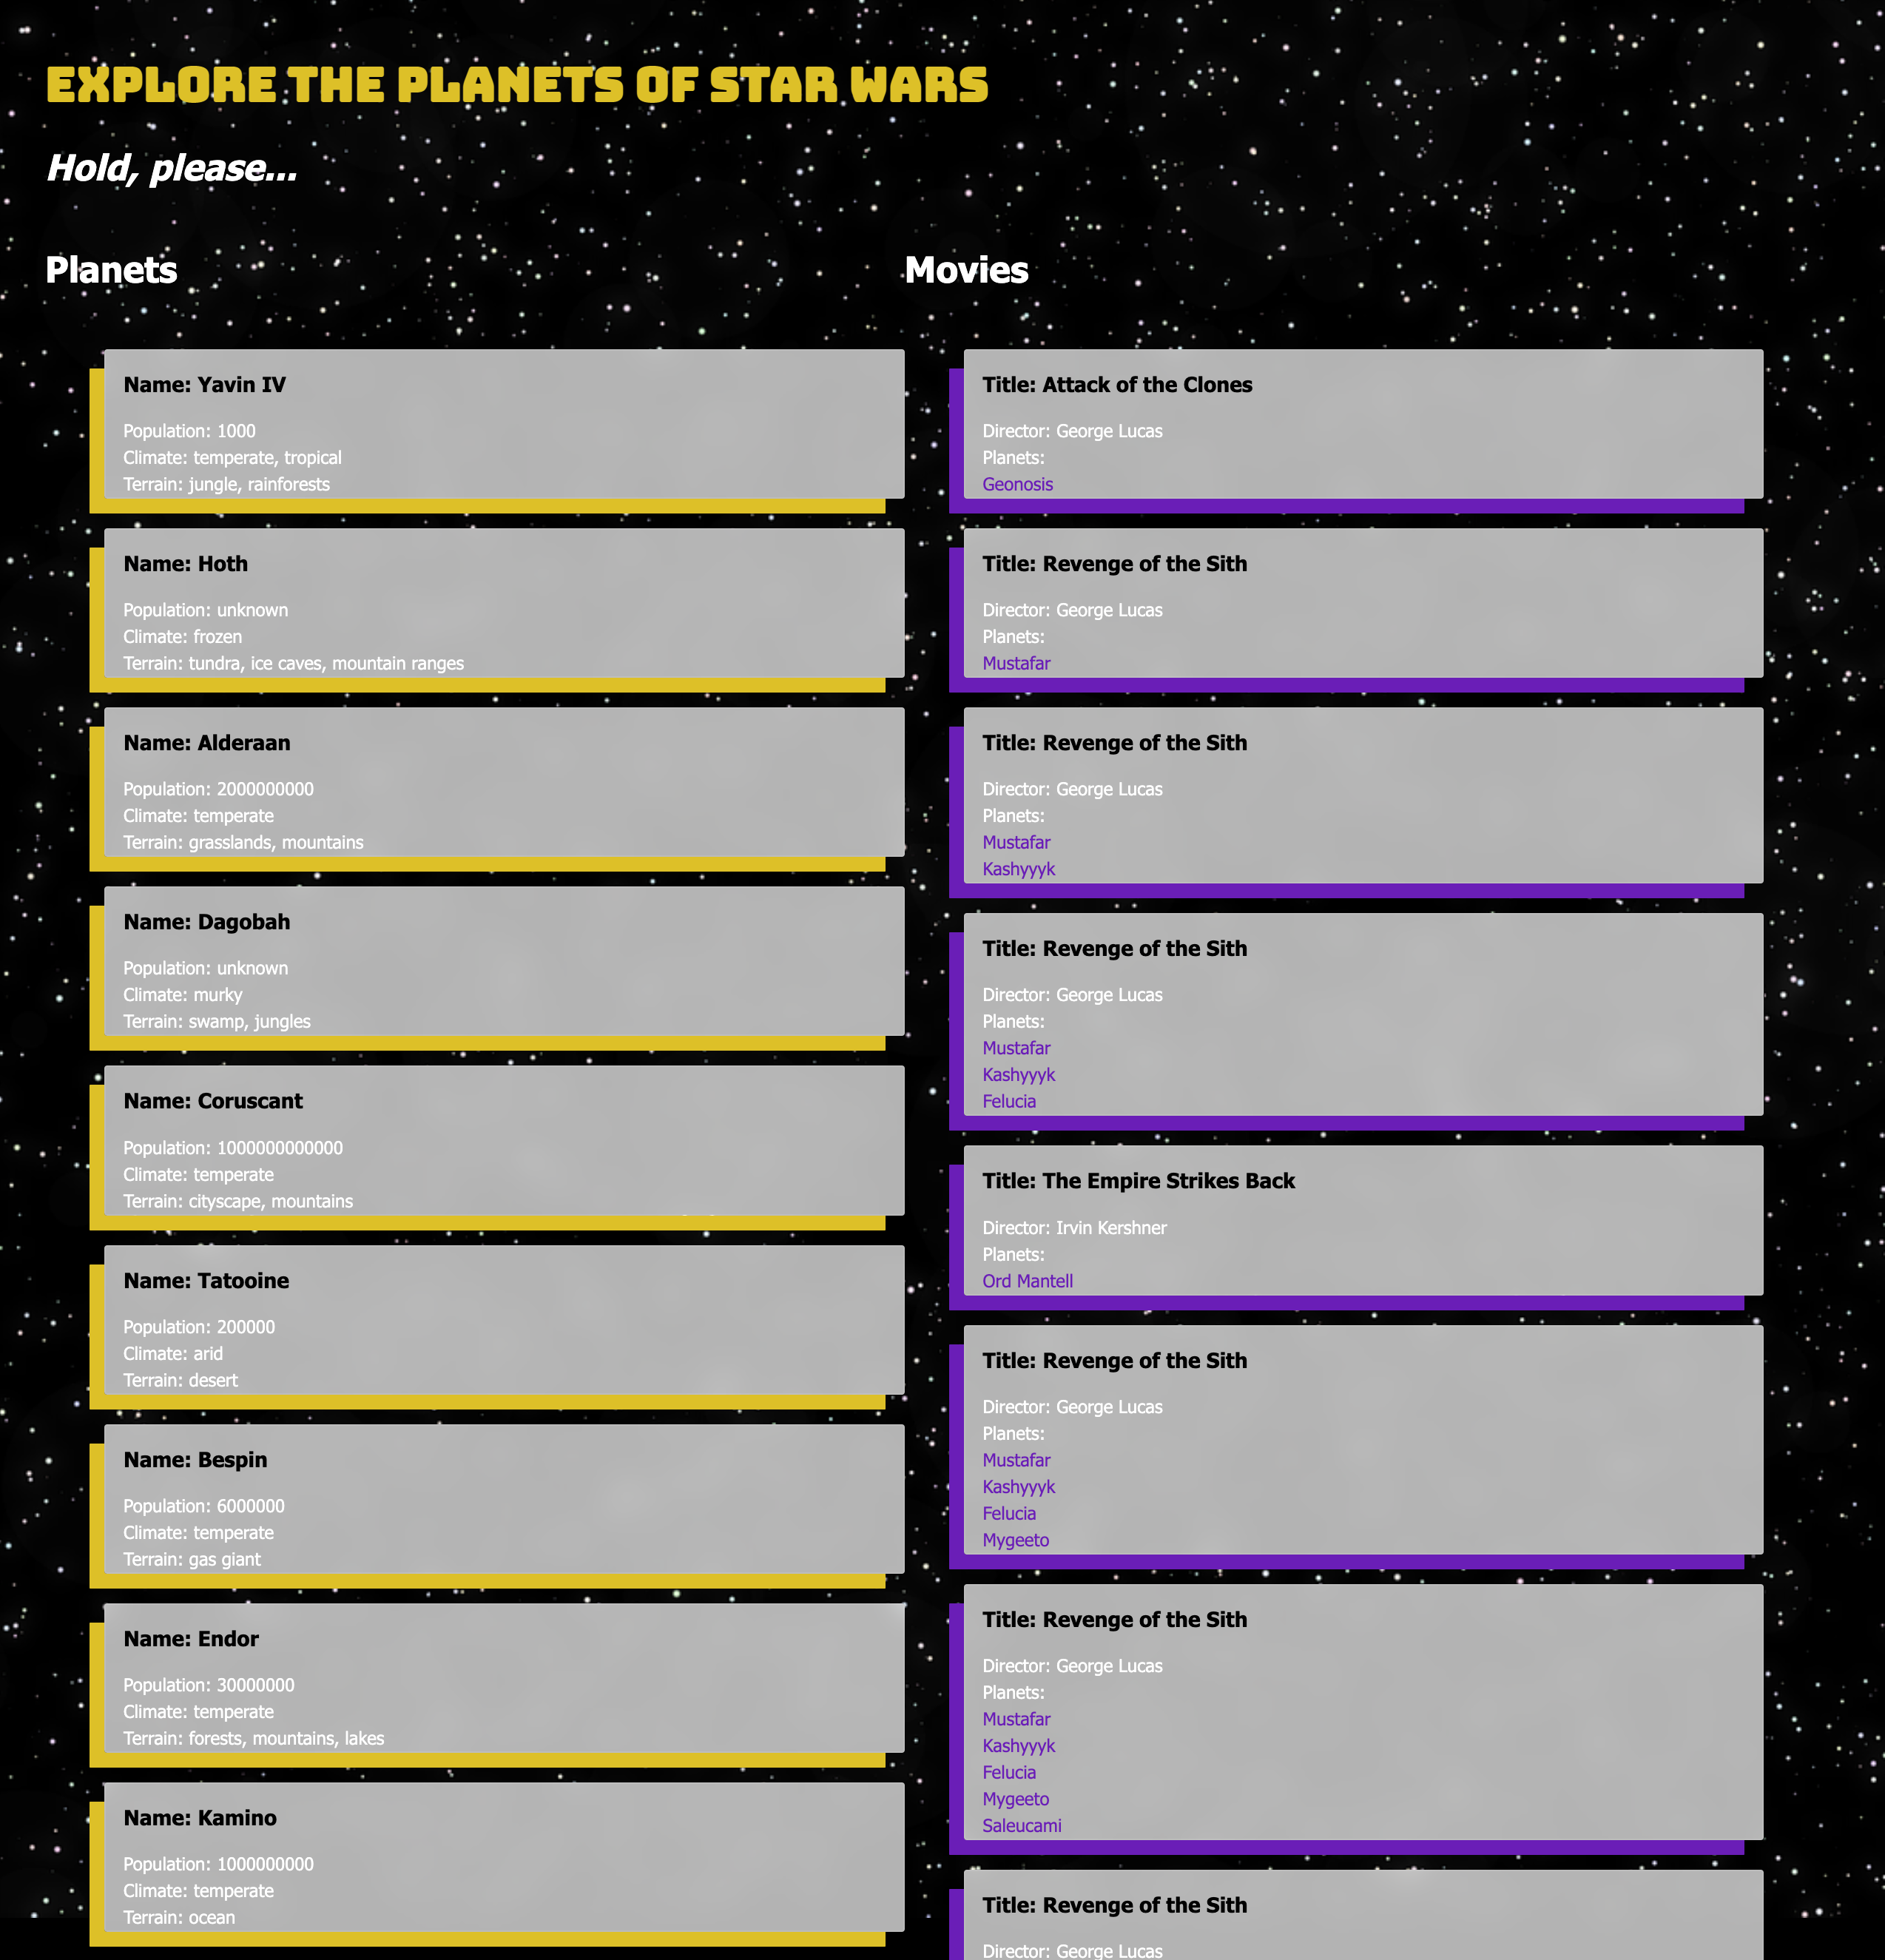 EXPLORE THE PLANETS OF STAR WARS
Hold, please...
Planets
Name: Yavin IV
Population: 1000
Climate: temperate, tropical
Terrain: jungle, rainforests
Name: Hoth
Population: unknown
Climate: frozen
Terrain: tundra, ice caves, mountain ranges
Name: Alderaan
Population: 2000000000
Climate: temperate
Terrain: grasslands, mountains
Name: Dagobah
Population: unknown
Climate: murky
Terrain: swamp, jungles
Name: Coruscant
Population: 1000000000000
Climate: temperate
Terrain: cityscape, mountains
Name: Tatooine
Population: 200000
Climate: arid
Terrain: desert
Name: Bespin
Population: 6000000
Climate: temperate
Terrain: gas giant
Name: Endor
Population: 30000000
Climate: temperate
Terrain: forests, mountains, lakes
Name: Kamino
Population: 1000000000
Climate: temperate
Terrain: ocean
Movies
Title: Attack of the Clones
Director: George Lucas
Planets:
Geonosis
Title: Revenge of the Sith
Director: George Lucas
Planets:
Mustafar
Title: Revenge of the Sith
Director: George Lucas
Planets:
Mustafar
Kashyyyk
Title: Revenge of the Sith
Director: George Lucas
Planets:
Mustafar
Kashyyyk
Felucia
Title: The Empire Strikes Back
Director: Irvin Kershner
Planets:
Ord Mantell
Title: Revenge of the Sith
Director: George Lucas
Planets:
Mustafar
Kashyyyk
Felucia
Mygeeto
Title: Revenge of the Sith
Director: George Lucas
Planets:
Mustafar
Kashyyyk
Felucia
Mygeeto
Saleucami
Title: Revenge of the Sith
Director: George Lucas